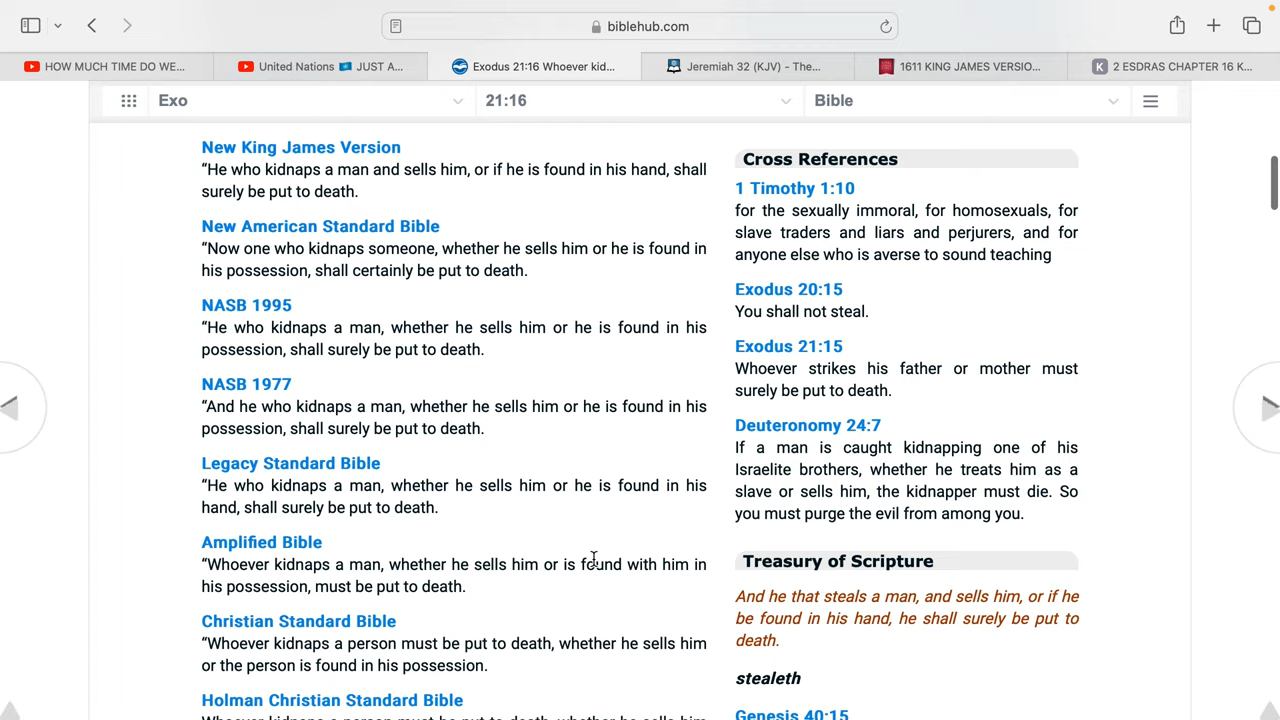 biblehub.com
HOW MUCH TIME DO WE...
United Nations 🇰🇿 JUST A...
Exodus 21:16 Whoever kid...
Jeremiah 32 (KJV) - The...
1611 KING JAMES VERSIO...
K 2 ESDRAS CHAPTER 16 K...
Exo
21:16
Bible
New King James Version
“He who kidnaps a man and sells him, or if he is found in his hand, shall
surely be put to death.
New American Standard Bible
“Now one who kidnaps someone, whether he sells him or he is found in
his possession, shall certainly be put to death.
NASB 1995
“He who kidnaps a man, whether he sells him or he is found in his
possession, shall surely be put to death.
NASB 1977
“And he who kidnaps a man, whether he sells him or he is found in his
possession, shall surely be put to death.
Legacy Standard Bible
“He who kidnaps a man, whether he sells him or he is found in his
hand, shall surely be put to death.
Amplified Bible
“Whoever kidnaps a man, whether he sells him or is found with him in
his possession, must be put to death.
Christian Standard Bible
“Whoever kidnaps a person must be put to death, whether he sells him
or the person is found in his possession.
Holman Christian Standard Bible
“Whoever kidnaps a person must be put to death, whether he sells him
Cross References
1 Timothy 1:10
for the sexually immoral, for homosexuals, for
slave traders and liars and perjurers, and for
anyone else who is averse to sound teaching
Exodus 20:15
You shall not steal.
Exodus 21:15
Whoever strikes his father or mother must
surely be put to death.
Deuteronomy 24:7
If a man is caught kidnapping one of his
Israelite brothers, whether he treats him as a
slave or sells him, the kidnapper must die. So
you must purge the evil from among you.
Treasury of Scripture
And he that steals a man, and sells him, or if he
be found in his hand, he shall surely be put to
death.
stealeth
Genesis 40:15